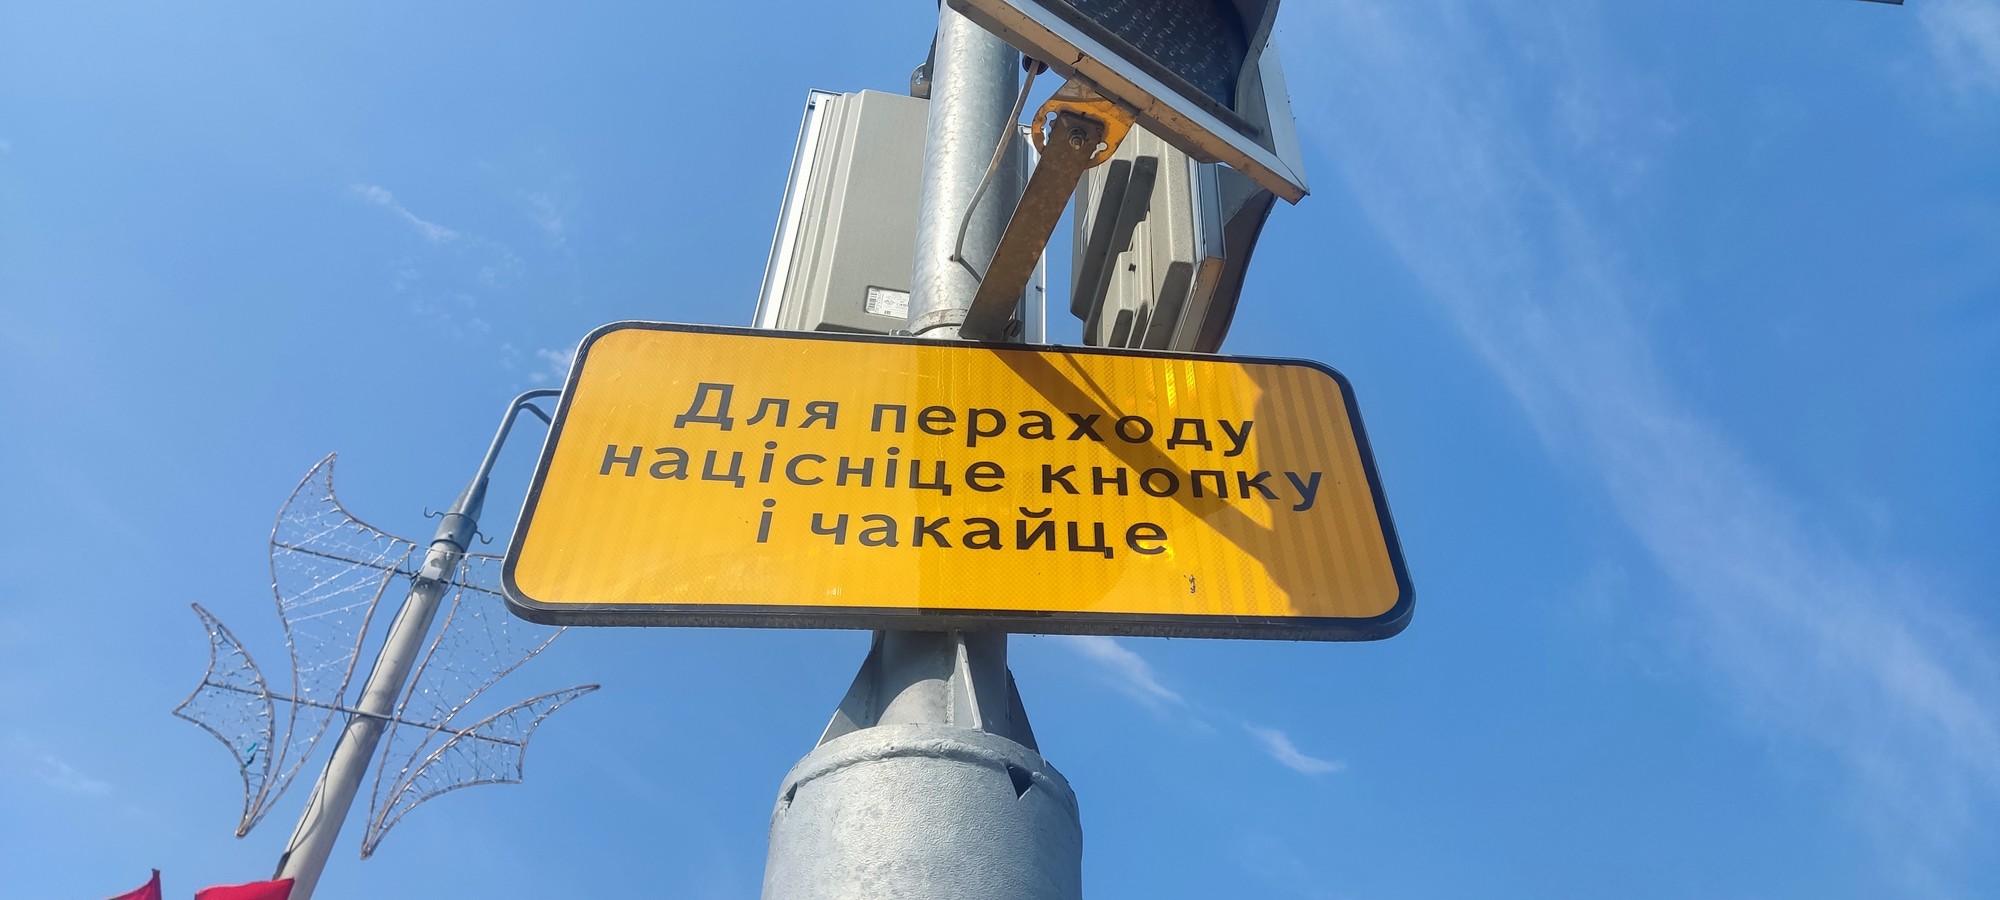 Для пераходу
націсніце кнопку
і чакайце